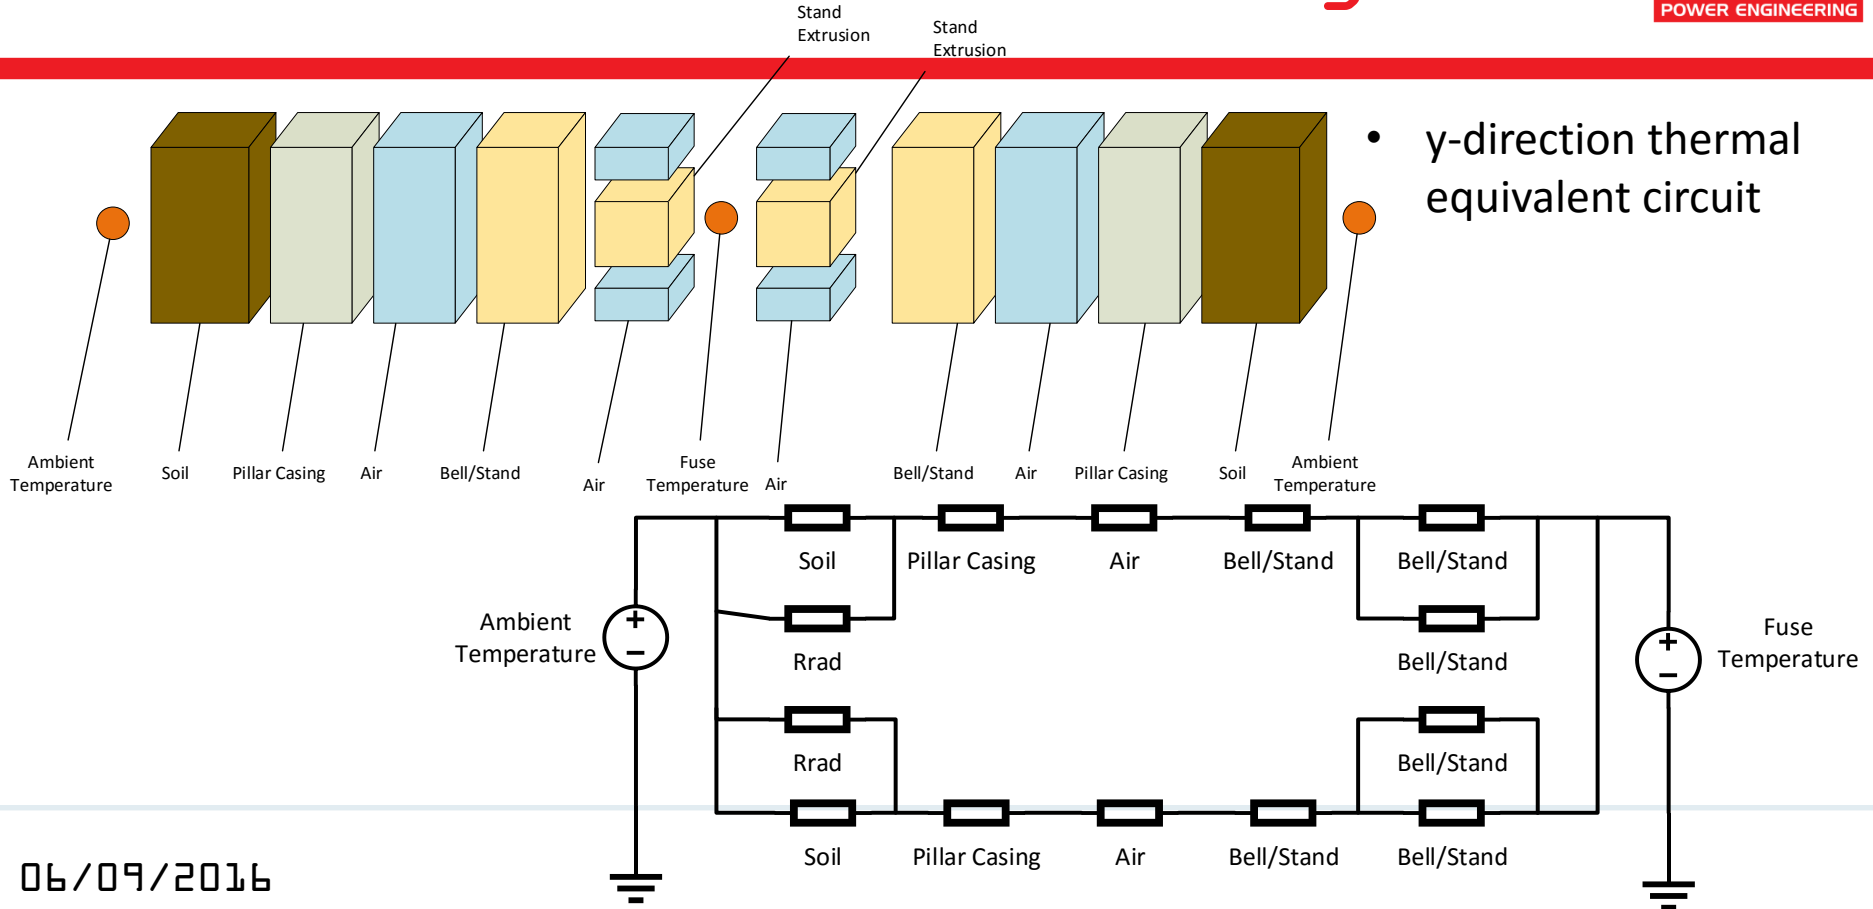 POWER ENGINEERING
Stand
Extrusion
Stand
Extrusion
• y-direction thermal
equivalent circuit
Ambient
Temperature
Soil
Pillar Casing
Air
Bell/Stand
Air
Fuse
Temperature
Air
Bell/Stand
Air
Pillar Casing
Soil
Ambient
Temperature
Soil
Pillar Casing
Air
Bell/Stand
Bell/Stand
Ambient
Temperature
+
−
Rrad
Bell/Stand
Fuse
Temperature
+
−
Rrad
Bell/Stand
Soil
Pillar Casing
Air
Bell/Stand
Bell/Stand
06/09/2016